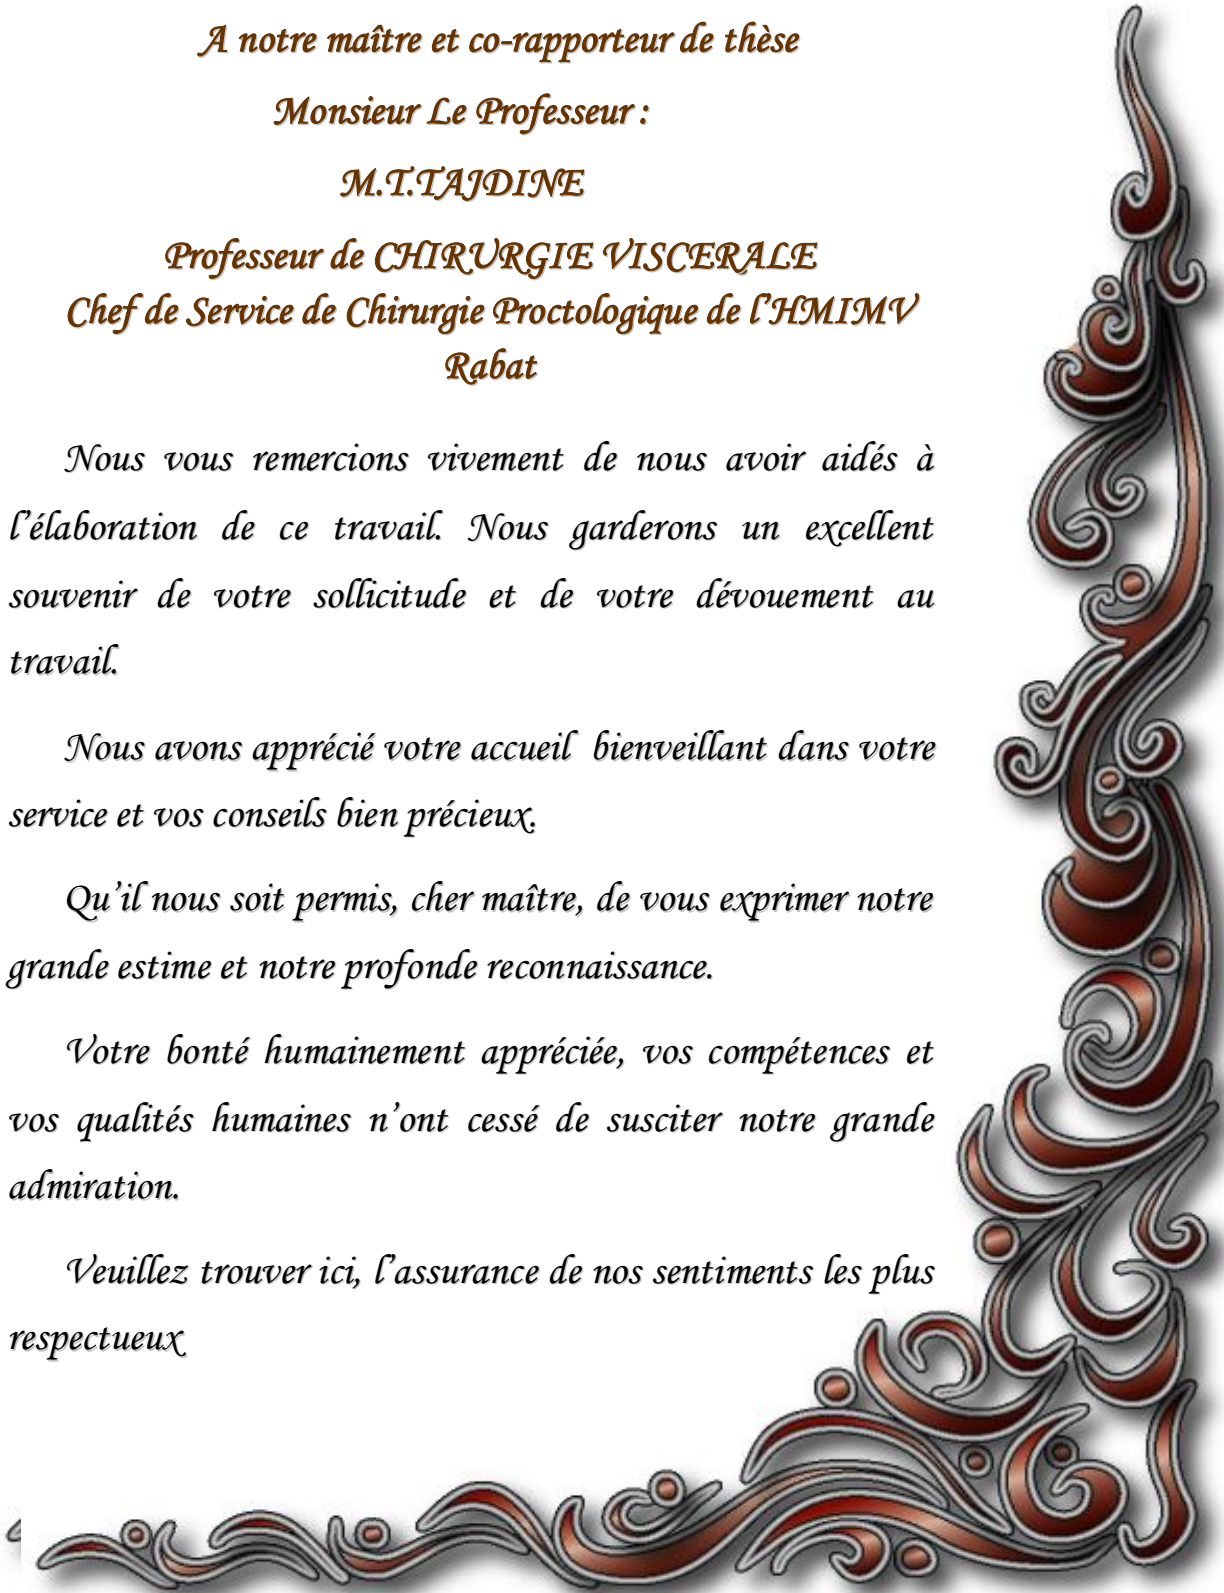 A notre maître et co-rapporteur de thèse
Monsieur Le Professeur :
M.T.TAJDINE
Professeur de CHIRURGIE VISCERALE
Chef de Service de Chirurgie Proctologique de l'HMIMV
Rabat
Nous vous remercions vivement de nous avoir aidés à
l'élaboration de ce travail. Nous garderons un excellent
souvenir de votre sollicitude et de votre dévouement au
travail.
Nous avons apprécié votre accueil bienveillant dans votre
service et vos conseils bien précieux.
Qu'il nous soit permis, cher maître, de vous exprimer notre
grande estime et notre profonde reconnaissance.
Votre bonté humainement appréciée, vos compétences et
vos qualités humaines n'ont cessé de susciter notre grande
admiration.
Veuillez trouver ici, l'assurance de nos sentiments les plus
respectueux